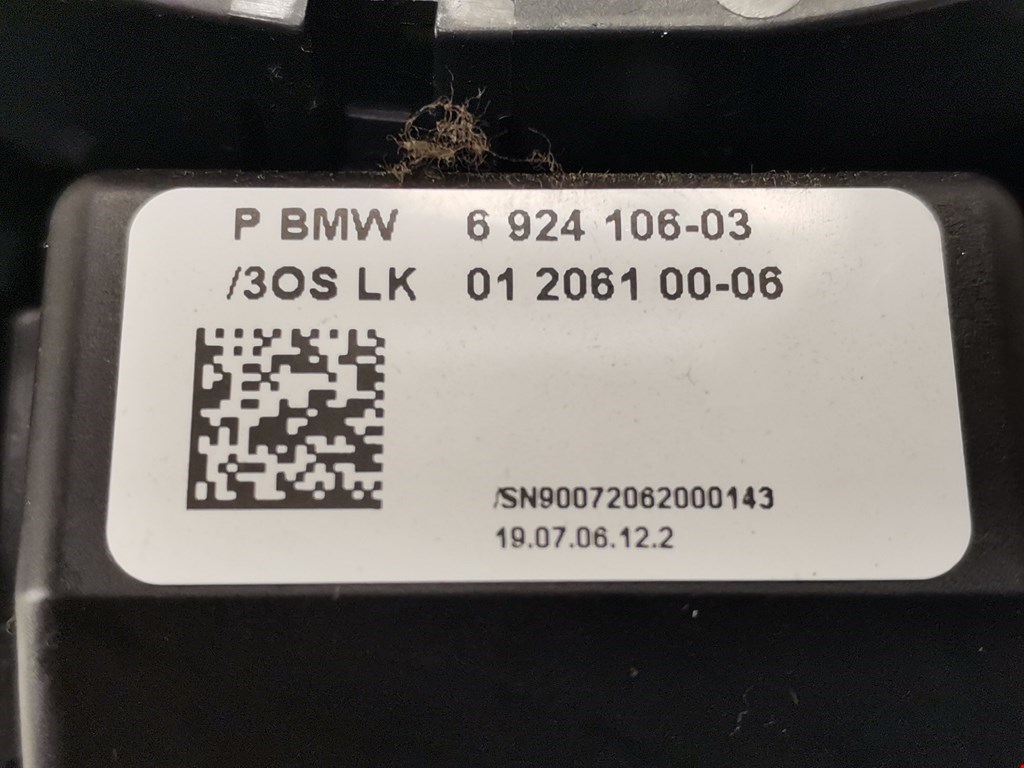 P BMW 6 924 106-03
/3OS LK 01 2061 00-06
/SN90072062000143
19.07.06.12.2